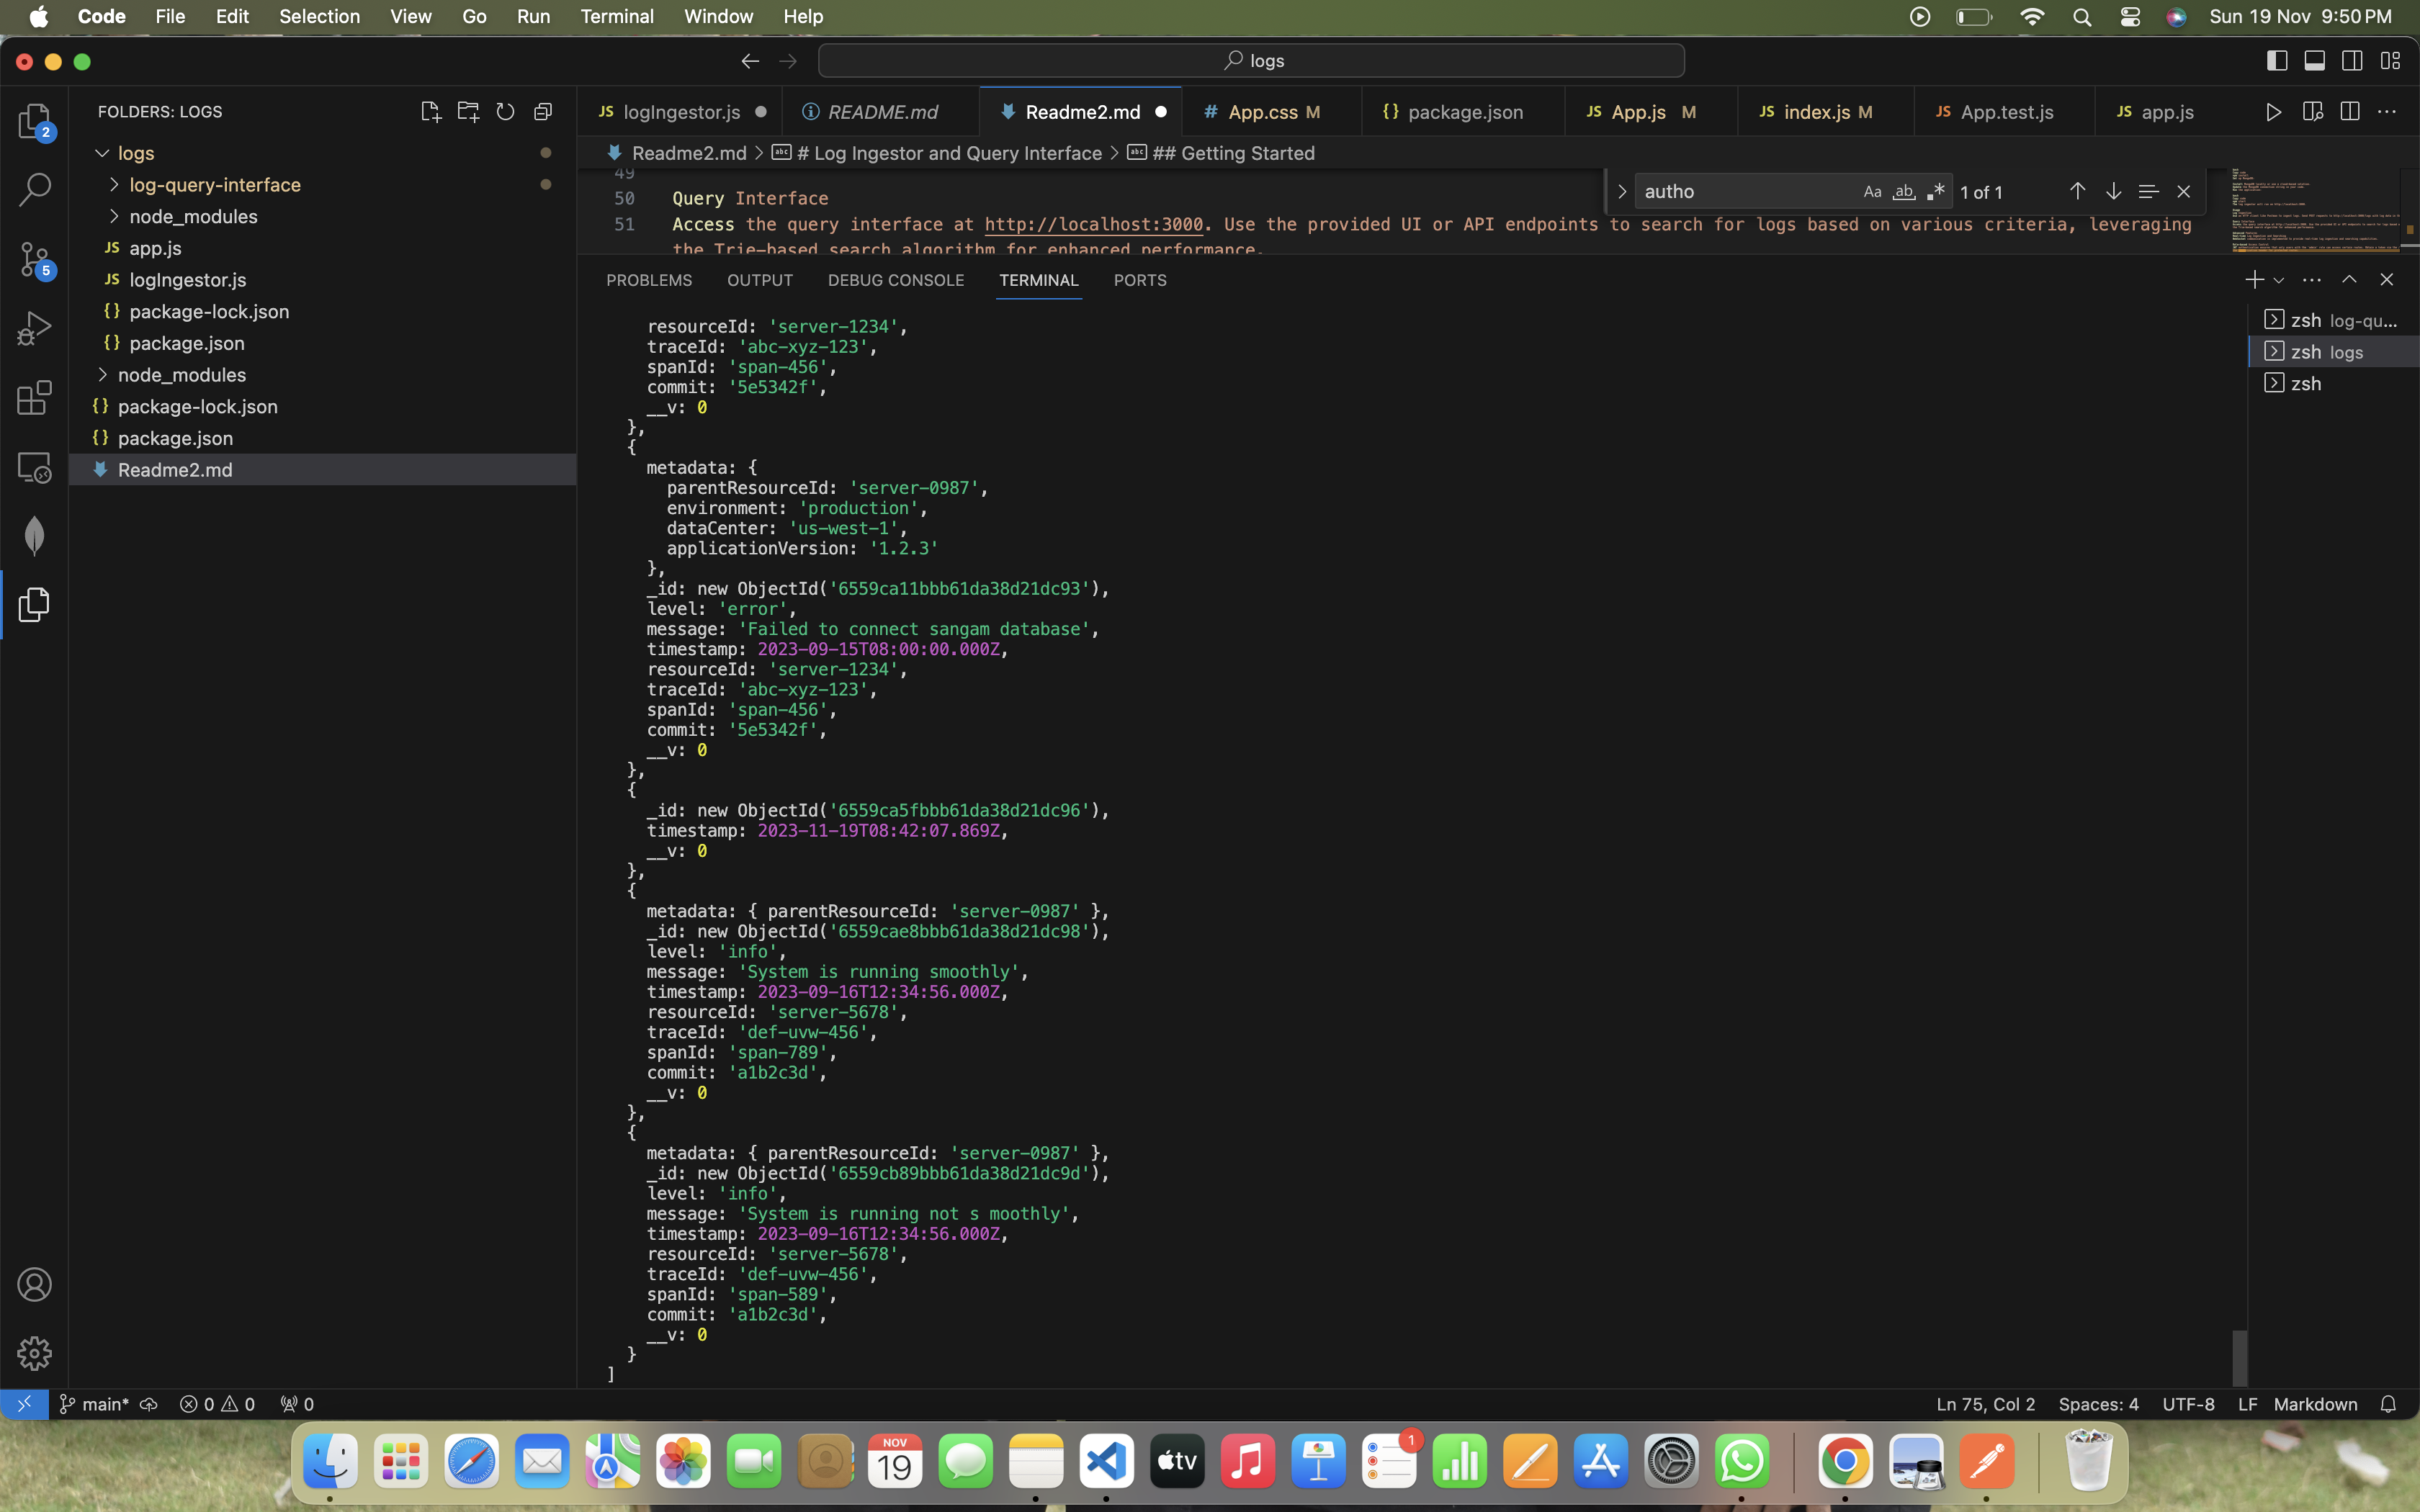 Code File Edit Selection View Go Run Terminal Window Help Sun 19 Nov 9:50 PM
logs
FOLDERS: LOGS
JS logIngestor.js README.md Readme2.md # App.css M {} package.json JS App.js M JS index.js M JS App.test.js JS app.js
2
logs
Readme2.md > abc # Log Ingestor and Query Interface > abc ## Getting Started
log-query-interface
49
autho Aa ab .* 1 of 1
node_modules
50 Query Interface
JS app.js
51 Access the query interface at http://localhost:3000. Use the provided UI or API endpoints to search for logs based on various criteria, leveraging
the Trie-based search algorithm for enhanced performance.
5
JS logIngestor.js
{} package-lock.json
{} package.json
node_modules
{} package-lock.json
{} package.json
Readme2.md
PROBLEMS OUTPUT DEBUG CONSOLE TERMINAL PORTS
zsh log-qu...
zsh logs
zsh
resourceId: 'server-1234',
traceId: 'abc-xyz-123',
spanId: 'span-456',
commit: '5e5342f',
__v: 0
},
{
metadata: {
parentResourceId: 'server-0987',
environment: 'production',
dataCenter: 'us-west-1',
applicationVersion: '1.2.3'
},
_id: new ObjectId('6559ca11bbb61da38d21dc93'),
level: 'error',
message: 'Failed to connect sangam database',
timestamp: 2023-09-15T08:00:00.000Z,
resourceId: 'server-1234',
traceId: 'abc-xyz-123',
spanId: 'span-456',
commit: '5e5342f',
__v: 0
},
{
_id: new ObjectId('6559ca5fbbb61da38d21dc96'),
timestamp: 2023-11-19T08:42:07.869Z,
__v: 0
},
{
metadata: { parentResourceId: 'server-0987' },
_id: new ObjectId('6559cae8bbb61da38d21dc98'),
level: 'info',
message: 'System is running smoothly',
timestamp: 2023-09-16T12:34:56.000Z,
resourceId: 'server-5678',
traceId: 'def-uvw-456',
spanId: 'span-789',
commit: 'a1b2c3d',
__v: 0
},
{
metadata: { parentResourceId: 'server-0987' },
_id: new ObjectId('6559cb89bbb61da38d21dc9d'),
level: 'info',
message: 'System is running not s moothly',
timestamp: 2023-09-16T12:34:56.000Z,
resourceId: 'server-5678',
traceId: 'def-uvw-456',
spanId: 'span-589',
commit: 'a1b2c3d',
__v: 0
}
]
main* 0 0 0 Ln 75, Col 2 Spaces: 4 UTF-8 LF Markdown
NOV
19
tv
1